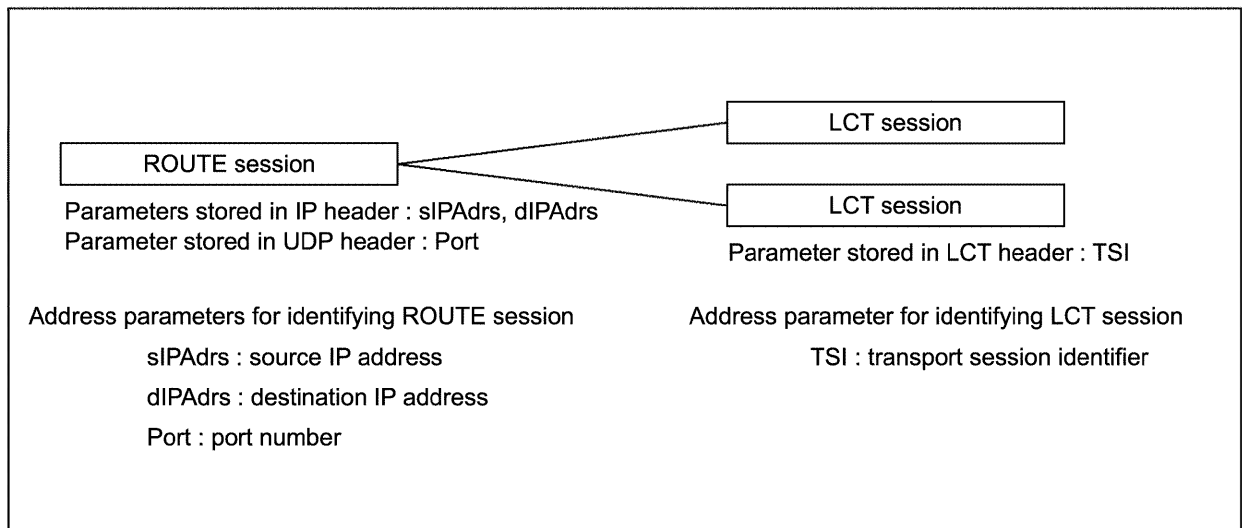 LCT session
ROUTE session
LCT session
Parameters stored in IP header : sIPAdrs, dIPAdrs
Parameter stored in UDP header : Port
Parameter stored in LCT header : TSI
Address parameters for identifying ROUTE session
sIPAdrs : source IP address
dIPAdrs : destination IP address
Port : port number
Address parameter for identifying LCT session
TSI : transport session identifier